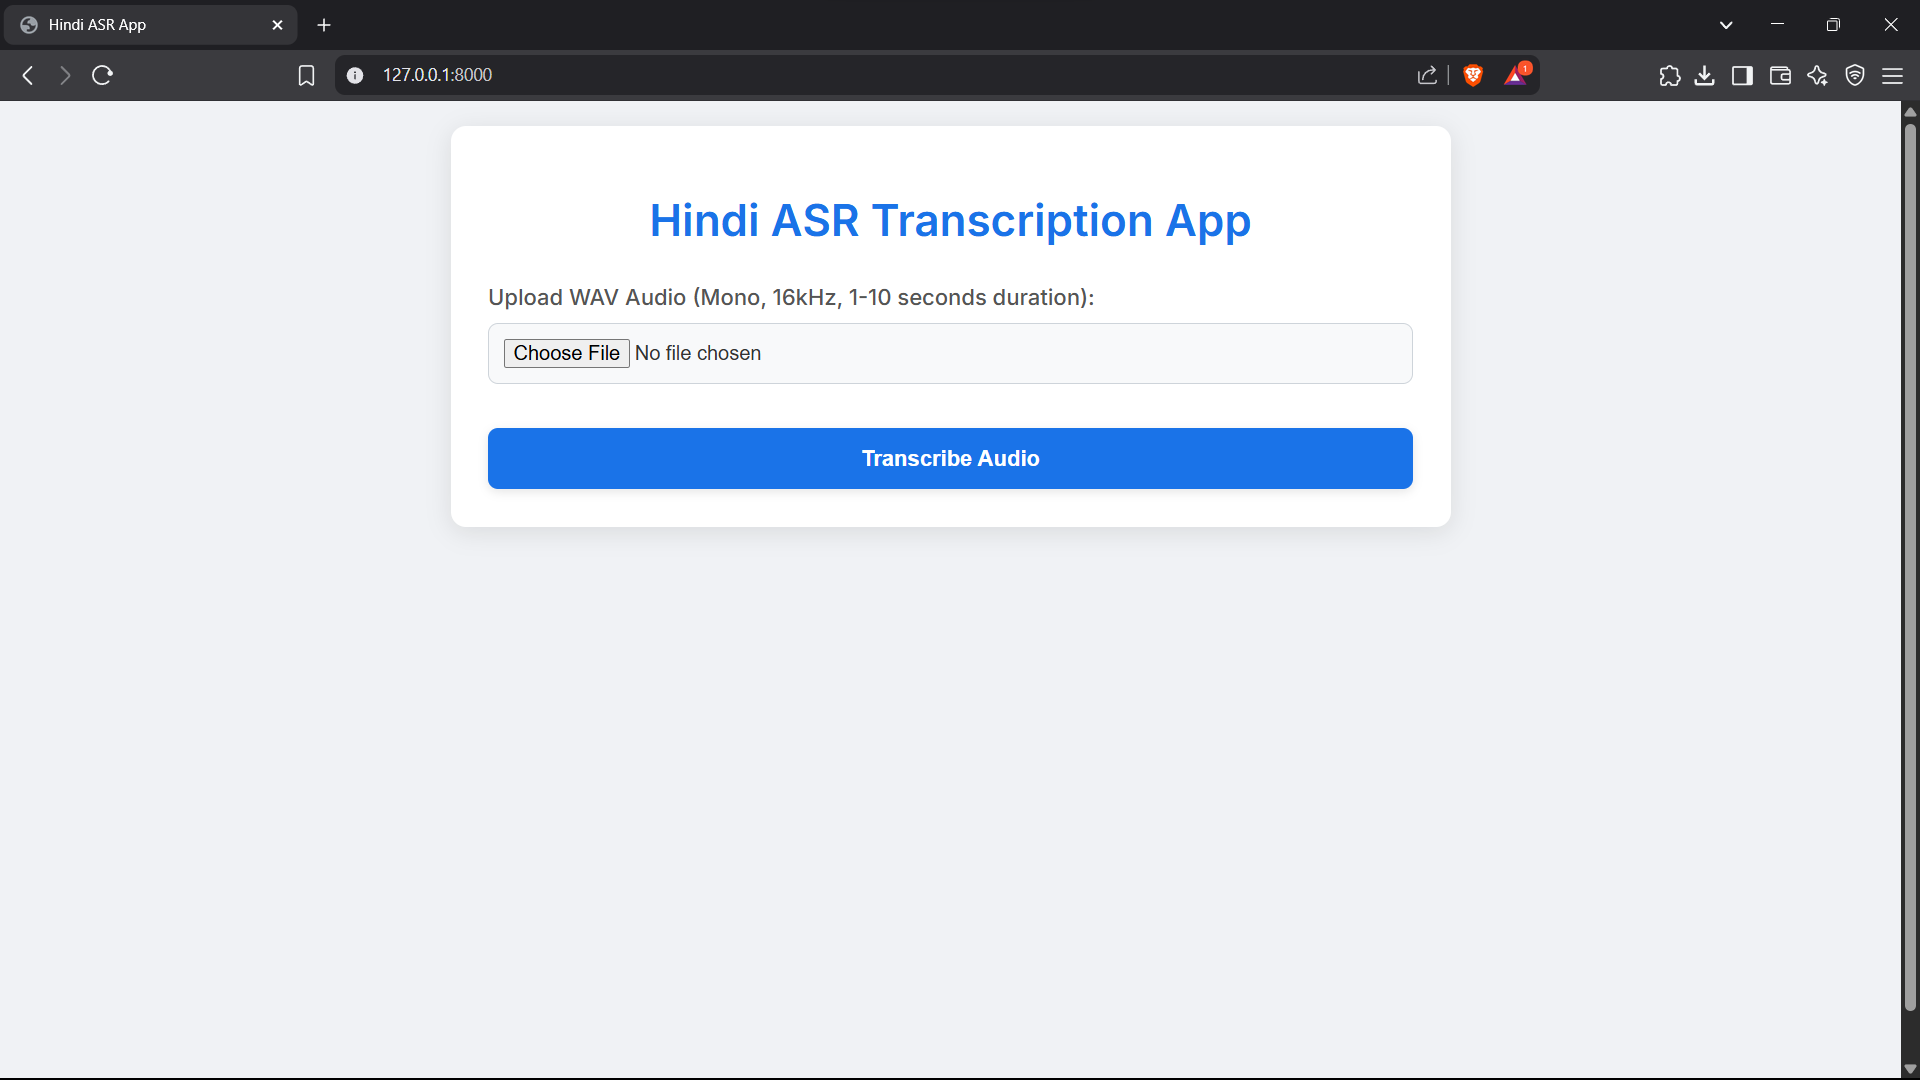 Hindi ASR App
127.0.0.1:8000
1
Hindi ASR Transcription App
Upload WAV Audio (Mono, 16kHz, 1-10 seconds duration):
Choose File No file chosen
Transcribe Audio